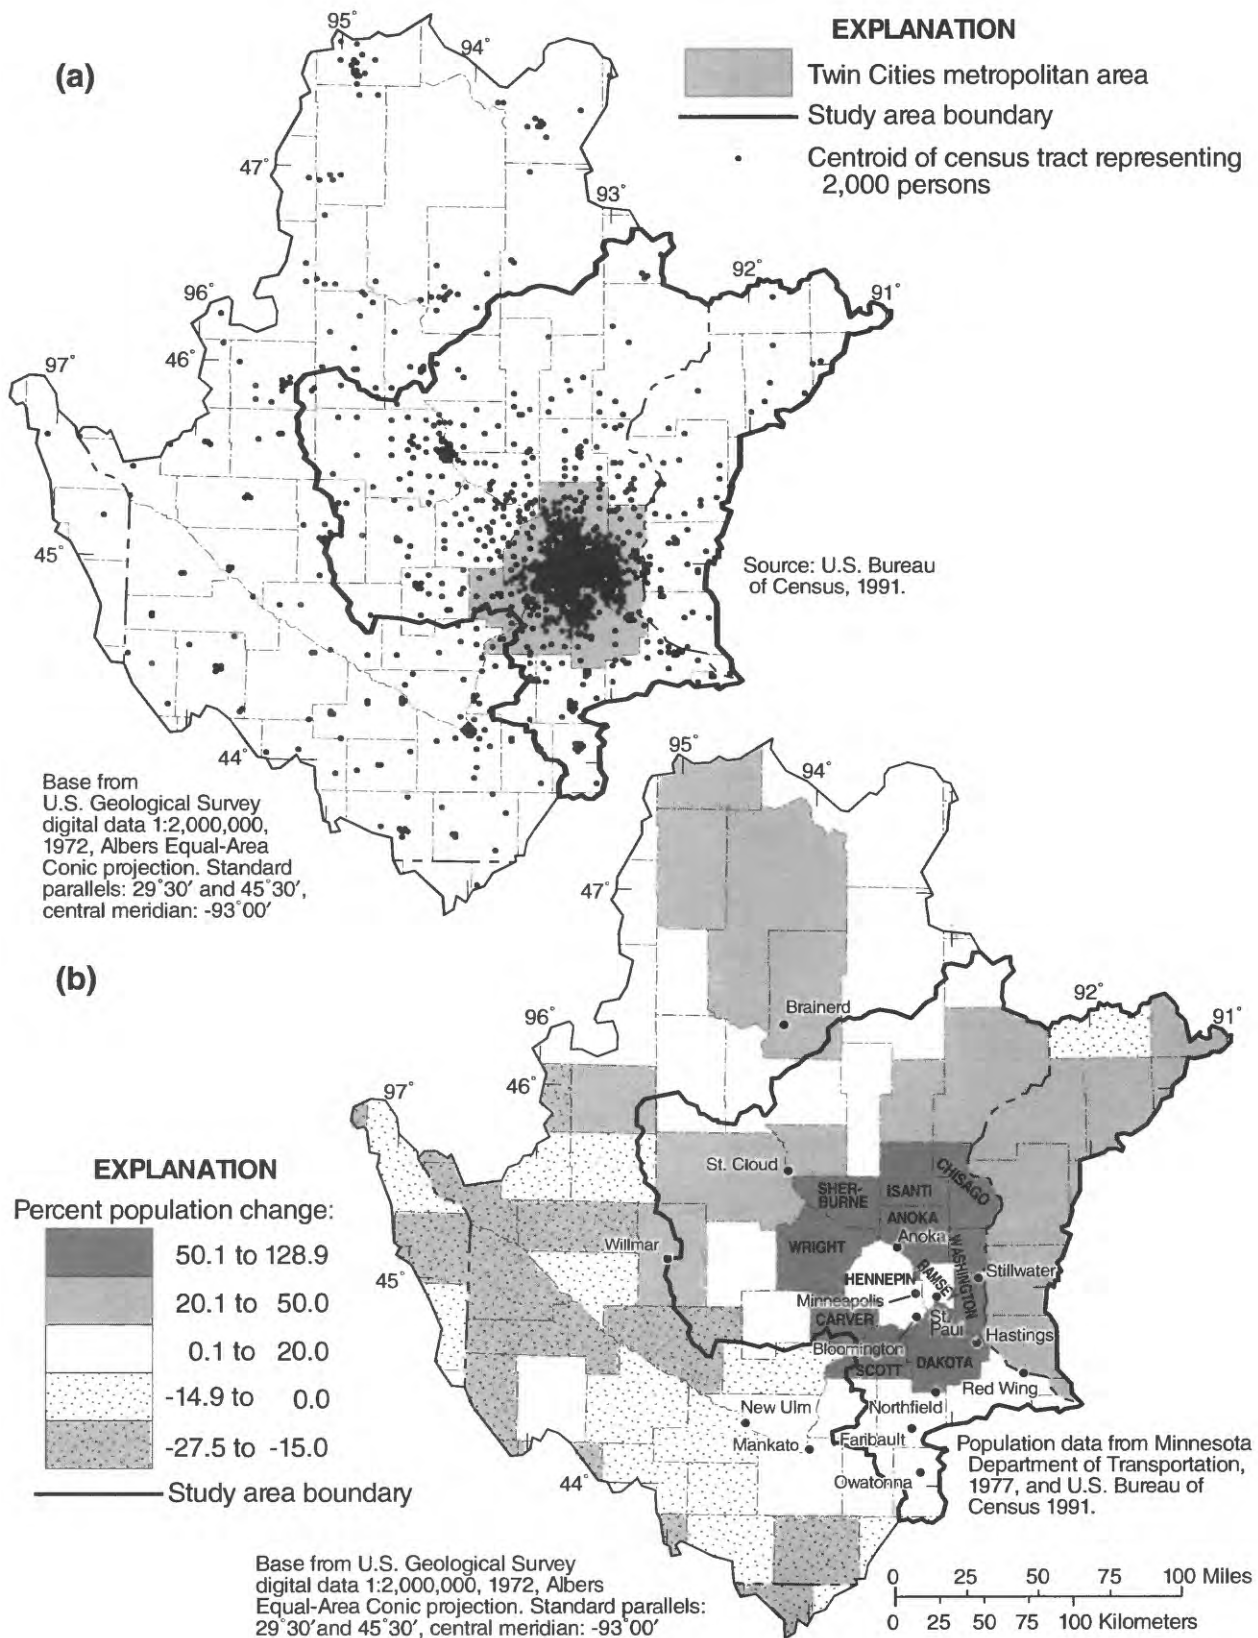 (a)
95°
94°
47°
93°
92°
91°
96°
46°
97°
45°
44°
EXPLANATION
Twin Cities metropolitan area
Study area boundary
Centroid of census tract representing
2,000 persons
Source: U.S. Bureau
of Census, 1991.
Base from
U.S. Geological Survey
digital data 1:2,000,000,
1972, Albers Equal-Area
Conic projection. Standard
parallels: 29°30′ and 45°30′,
central meridian: -93°00′
(b)
95°
94°
47°
92°
91°
96°
46°
97°
45°
44°
Brainerd
St. Cloud
SHER-
BURNE
ISANTI
CHISAGO
ANOKA
Anoka
WRIGHT
WASHINGTON
Willmar
HENNEPIN
RAMSEY
Stillwater
Minneapolis
CARVER
St.
Paul
Hastings
Bloomington
SCOTT
DAKOTA
Red Wing
New Ulm
Northfield
Mankato
Faribault
Owatonna
EXPLANATION
Percent population change:
50.1 to 128.9
20.1 to 50.0
0.1 to 20.0
-14.9 to 0.0
-27.5 to -15.0
Study area boundary
Population data from Minnesota
Department of Transportation,
1977, and U.S. Bureau of
Census 1991.
Base from U.S. Geological Survey
digital data 1:2,000,000, 1972, Albers
Equal-Area Conic projection. Standard parallels:
29°30′and 45°30′, central meridian: -93°00′
0 25 50 75 100 Miles
0 25 50 75 100 Kilometers